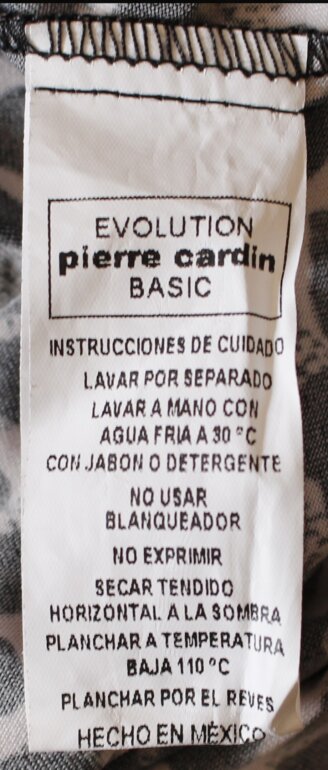 EVOLUTION
pierre cardin
BASIC
INSTRUCCIONES DE CUIDADO
LAVAR POR SEPARADO
LAVAR A MANO CON
AGUA FRIA A 30 °C
CON JABON O DETERGENTE
NO USAR
BLANQUEADOR
NO EXPRIMIR
SECAR TENDIDO
HORIZONTAL A LA SOMBRA
PLANCHAR A TEMPERATURA
BAJA 110 °C
PLANCHAR POR EL REVES
HECHO EN MÉXICO